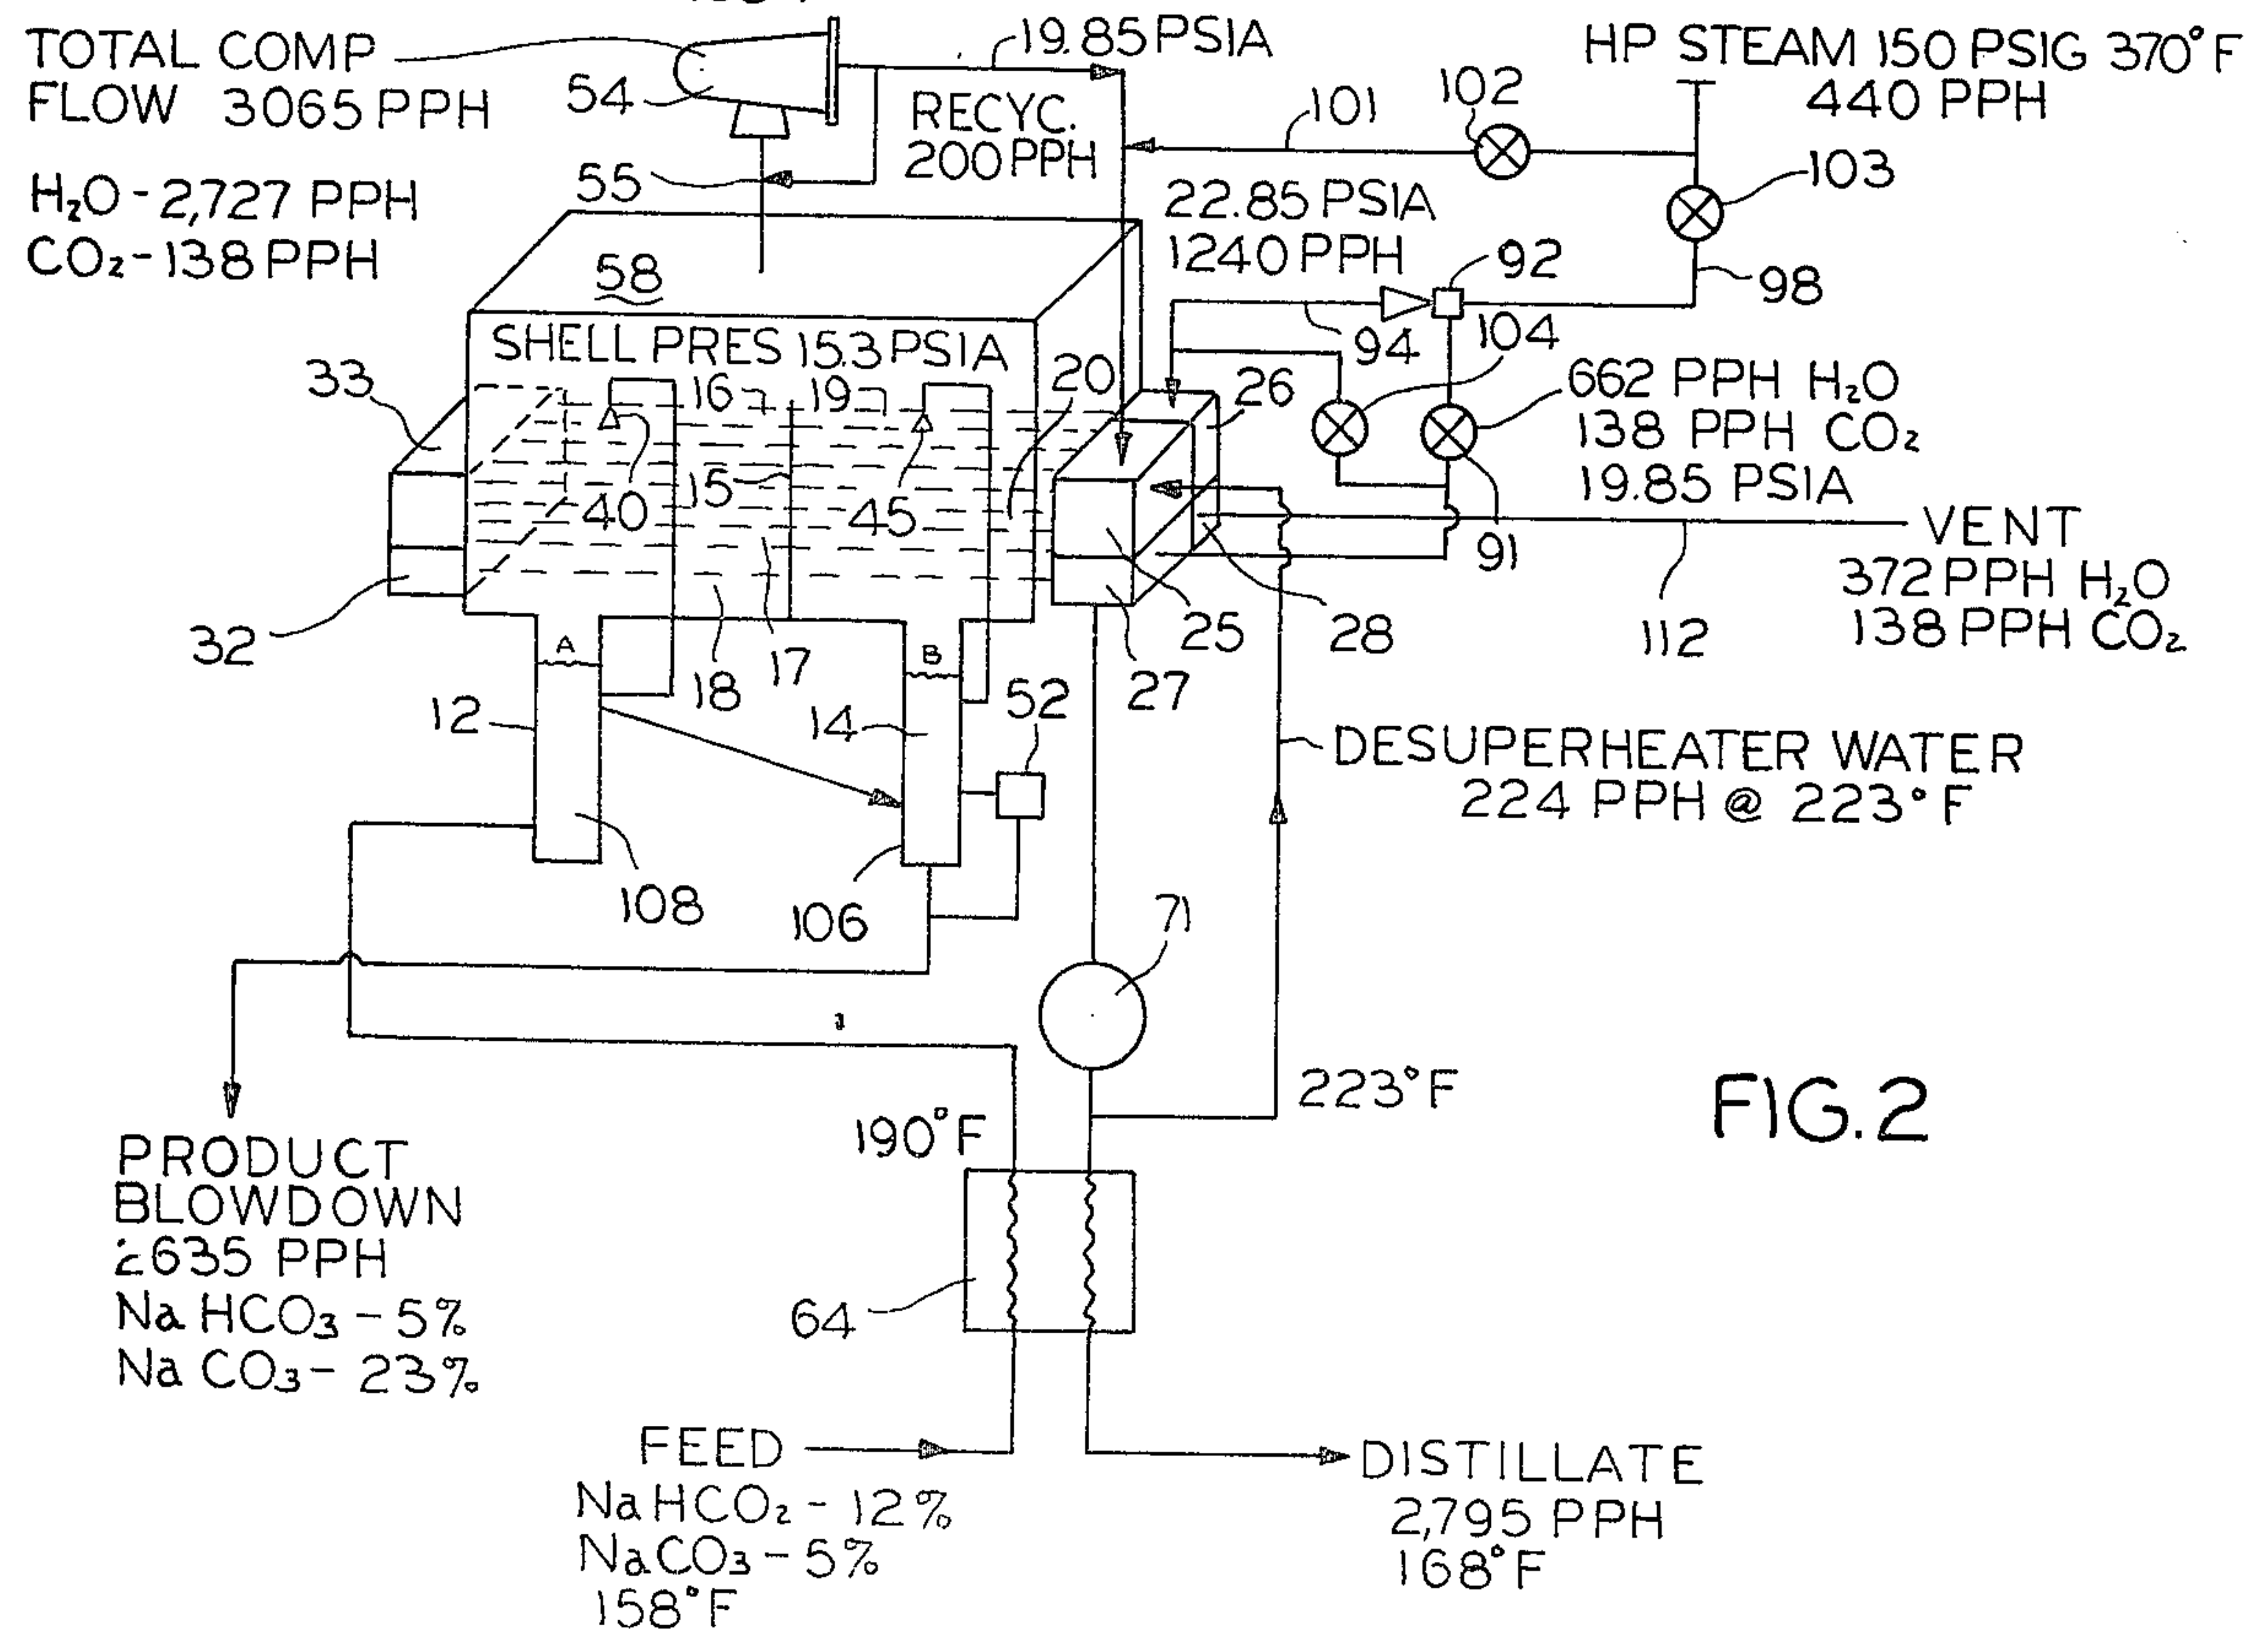 TOTAL COMP
FLOW 3065 PPH
54
19.85 PSIA
HP STEAM 150 PSIG 370°F
440 PPH
RECYC.
200 PPH
101
102
103
55
H₂O - 2,727 PPH
CO₂ - 138 PPH
22.85 PSIA
1240 PPH
92
98
58
SHELL PRES 15.3 PSIA
94
104
33
16
19
20
26
662 PPH H₂O
138 PPH CO₂
19.85 PSIA
40
15
45
91
VENT
372 PPH H₂O
138 PPH CO₂
32
A
B
17
18
25
28
27
112
12
14
52
DESUPERHEATER WATER
224 PPH @ 223°F
108
106
71
223°F
190°F
FIG.2
PRODUCT
BLOWDOWN
2635 PPH
Na HCO₃ - 5%
Na CO₃ - 23%
64
FEED
Na HCO₂ - 12%
NaCO₃ - 5%
158°F
DISTILLATE
2,795 PPH
168°F